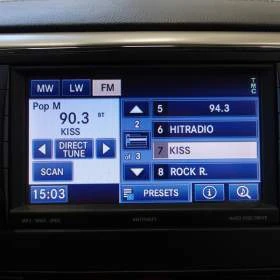 MW LW FM TMC
Pop M
90.3 BT
KISS
DIRECT TUNE
SCAN
15:03
5 94.3
6 HITRADIO
7 KISS
8 ROCK R.
2
of 3
PRESETS